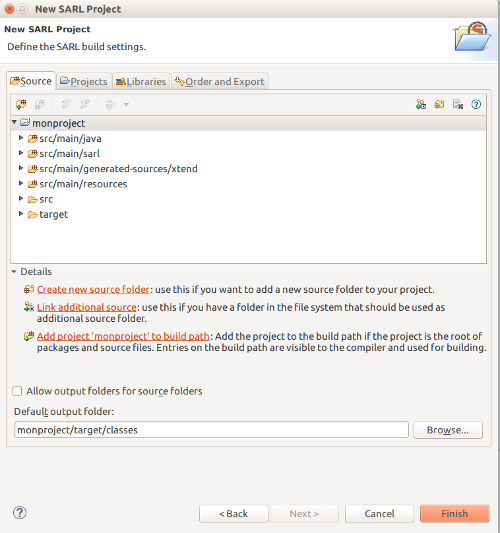 New SARL Project
New SARL Project
Define the SARL build settings.
Source Projects Libraries Order and Export
monproject
src/main/java
src/main/sarl
src/main/generated-sources/xtend
src/main/resources
src
target
Details
Create new source folder: use this if you want to add a new source folder to your project.
Link additional source: use this if you have a folder in the file system that should be used as
additional source folder.
Add project 'monproject' to build path: Add the project to the build path if the project is the root of
packages and source files. Entries on the build path are visible to the compiler and used for building.
Allow output folders for source folders
Default output folder:
monproject/target/classes
Browse...
< Back Next > Cancel Finish